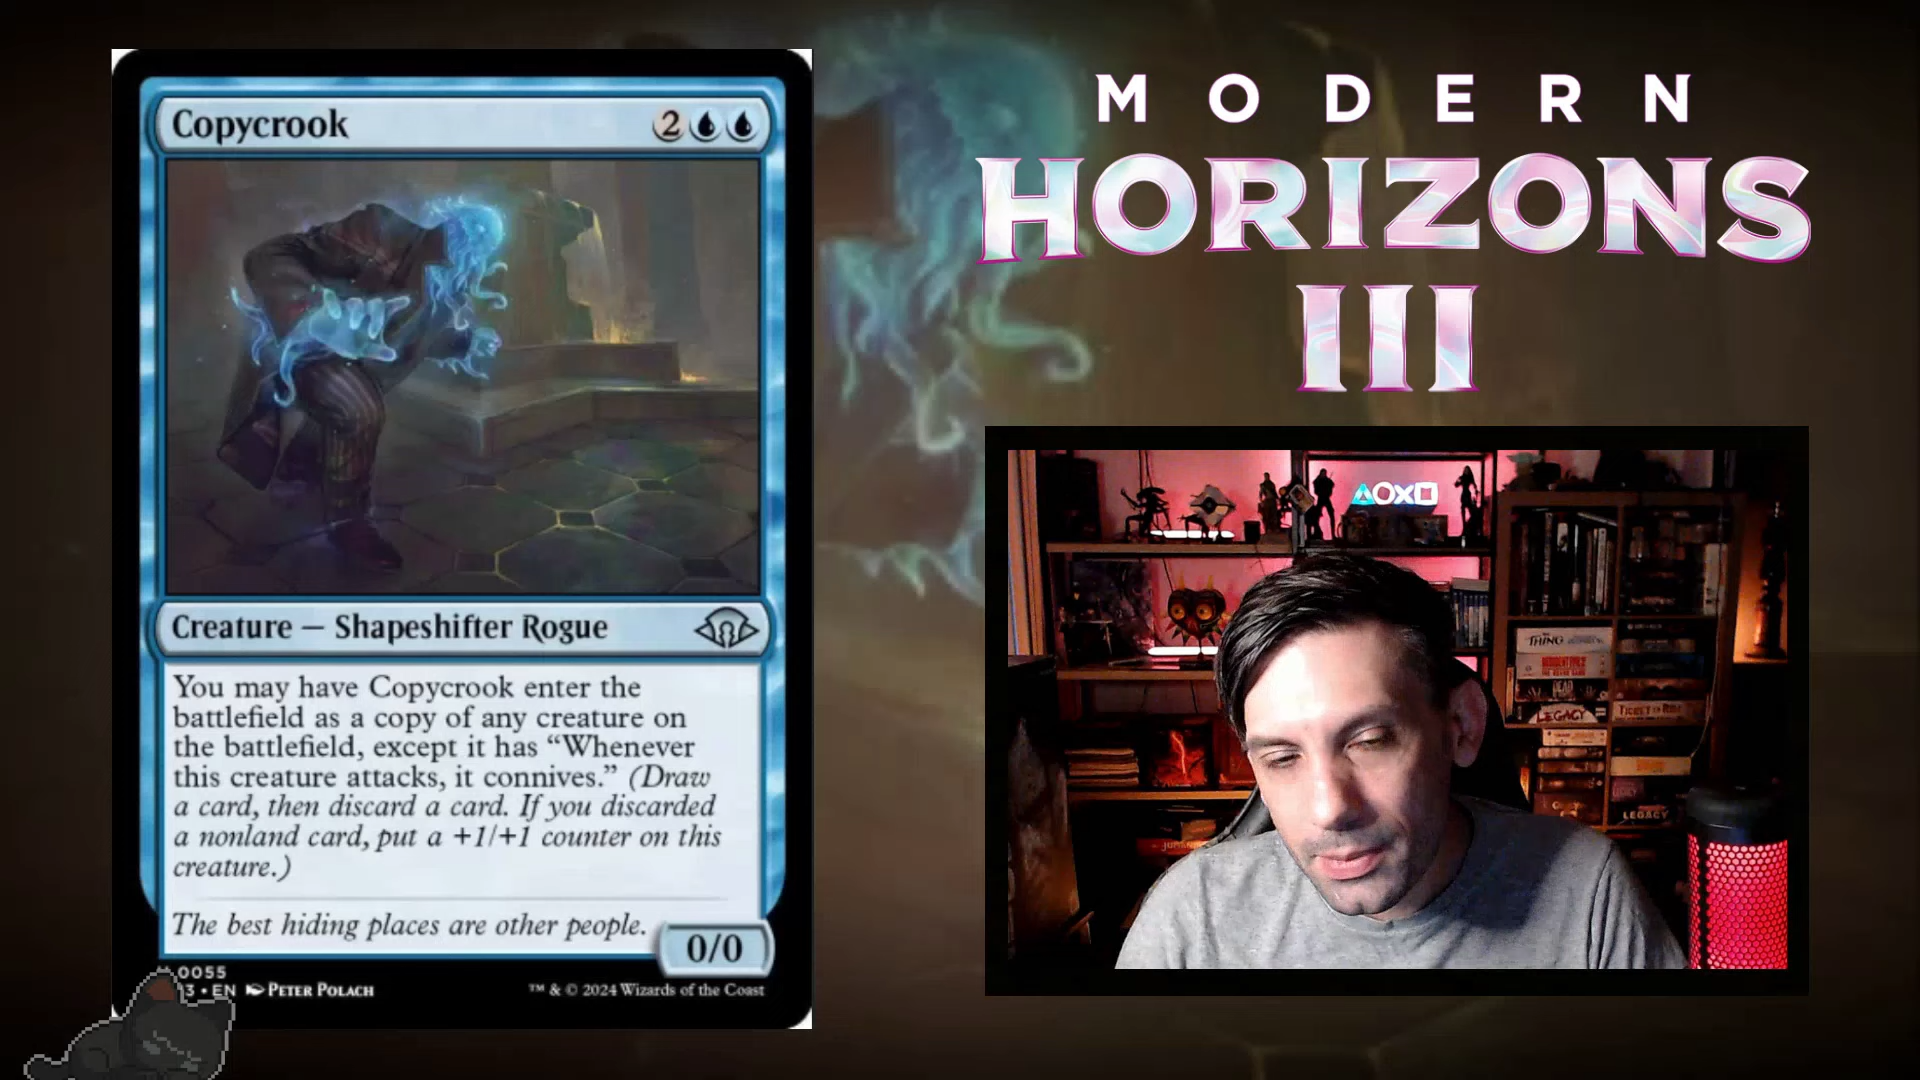 Copycrook
2
Creature — Shapeshifter Rogue
You may have Copycrook enter the
battlefield as a copy of any creature on
the battlefield, except it has “Whenever
this creature attacks, it connives.” (Draw
a card, then discard a card. If you discarded
a nonland card, put a +1/+1 counter on this
creature.)
The best hiding places are other people.
0/0
0055
3 • EN PETER POLACH
™ & © 2024 Wizards of the Coast
MODERN
HORIZONS
III
THING
LEGACY
TICKET TO RIDE
LEGACY